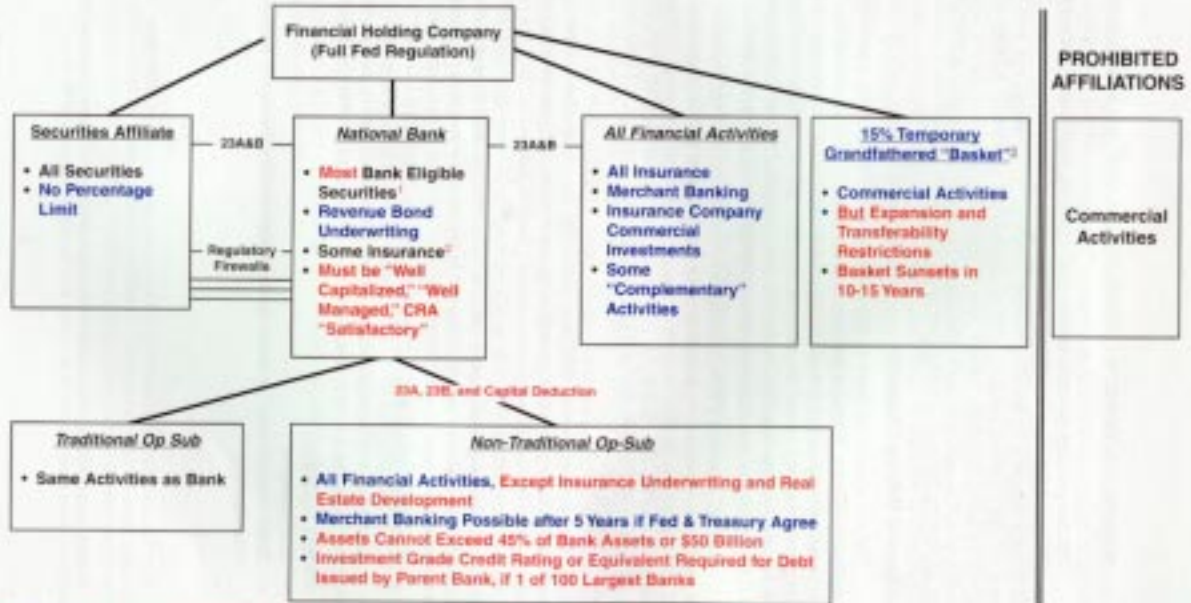 Financial Holding Company
(Full Fed Regulation)
PROHIBITED
AFFILIATIONS
Securities Affiliate
• All Securities
• No Percentage
Limit
23A&B
Regulatory
Firewalls
National Bank
• Most Bank Eligible
Securities¹
• Revenue Bond
Underwriting
• Some Insurance²
• Must be "Well
Capitalized," "Well
Managed," CRA
"Satisfactory"
23A&B
All Financial Activities
• All Insurance
• Merchant Banking
• Insurance Company
Commercial
Investments
• Some
"Complementary"
Activities
15% Temporary
Grandfathered "Basket"³
• Commercial Activities
• But Expansion and
Transferability
Restrictions
• Basket Sunsets in
10-15 Years
Commercial
Activities
23A, 23B, and Capital Deduction
Traditional Op Sub
• Same Activities as Bank
Non-Traditional Op-Sub
• All Financial Activities, Except Insurance Underwriting and Real
Estate Development
• Merchant Banking Possible after 5 Years if Fed & Treasury Agree
• Assets Cannot Exceed 45% of Bank Assets or $50 Billion
• Investment Grade Credit Rating or Equivalent Required for Debt
Issued by Parent Bank, if 1 of 100 Largest Banks